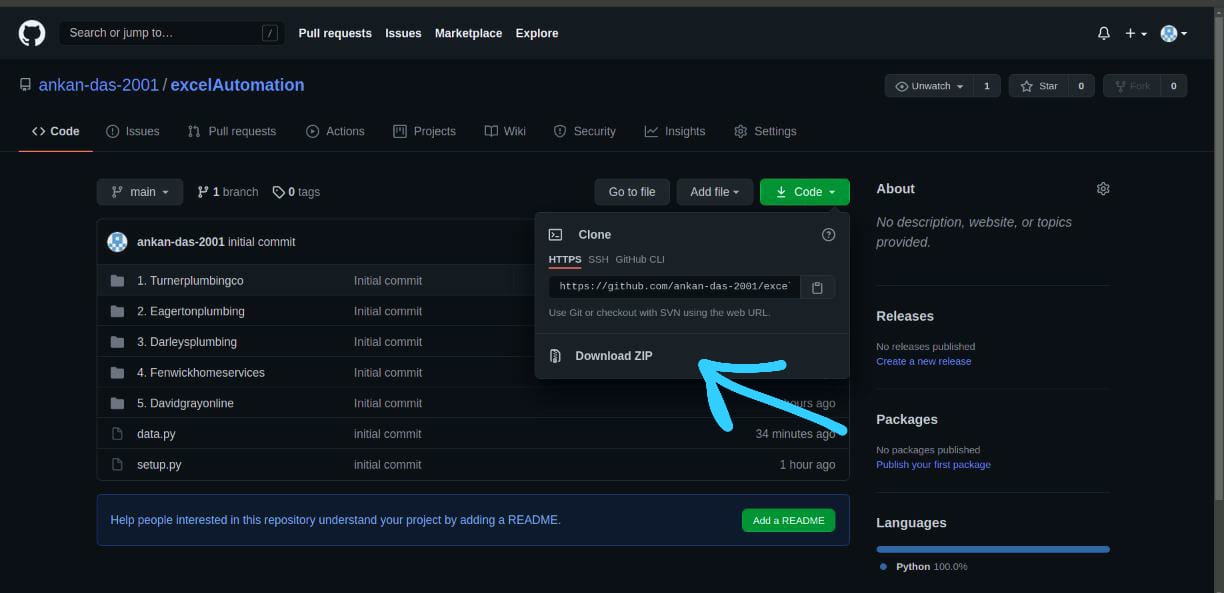 Search or jump to… /
Pull requests Issues Marketplace Explore
ankan-das-2001 / excelAutomation
Unwatch 1 Star 0 Fork 0
Code Issues Pull requests Actions Projects Wiki Security Insights Settings
main 1 branch 0 tags
Go to file Add file Code
ankan-das-2001 initial commit
1. Turnerplumbingco Initial commit
2. Eagertonplumbing Initial commit
3. Darleysplumbing Initial commit
4. Fenwickhomeservices Initial commit
5. Davidgrayonline Initial commit hours ago
data.py initial commit 34 minutes ago
setup.py initial commit 1 hour ago
Clone
HTTPS SSH GitHub CLI
https://github.com/ankan-das-2001/exce
Use Git or checkout with SVN using the web URL.
Download ZIP
Help people interested in this repository understand your project by adding a README.
Add a README
About
No description, website, or topics
provided.
Releases
No releases published
Create a new release
Packages
No packages published
Publish your first package
Languages
Python 100.0%